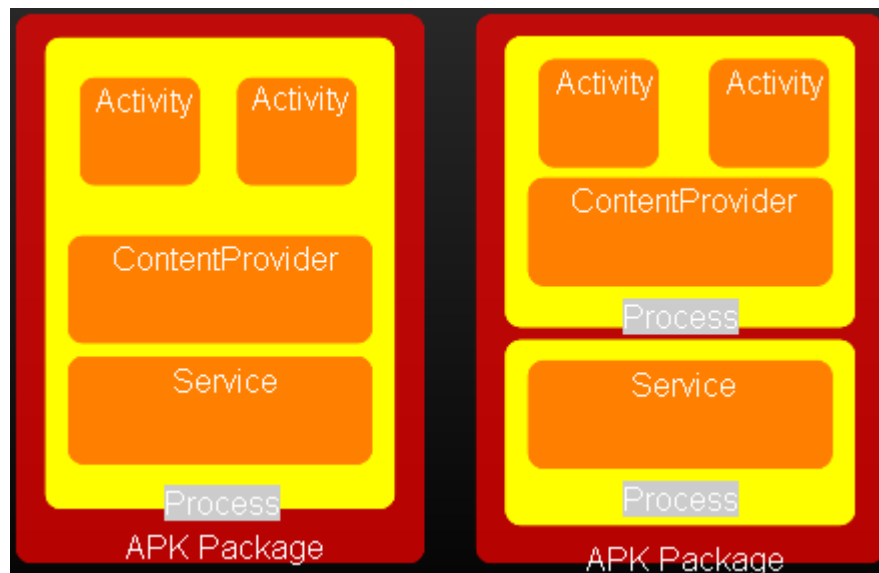 Activity Activity
ContentProvider
Service
Process
APK Package
Activity Activity
ContentProvider
Process
Service
Process
APK Package